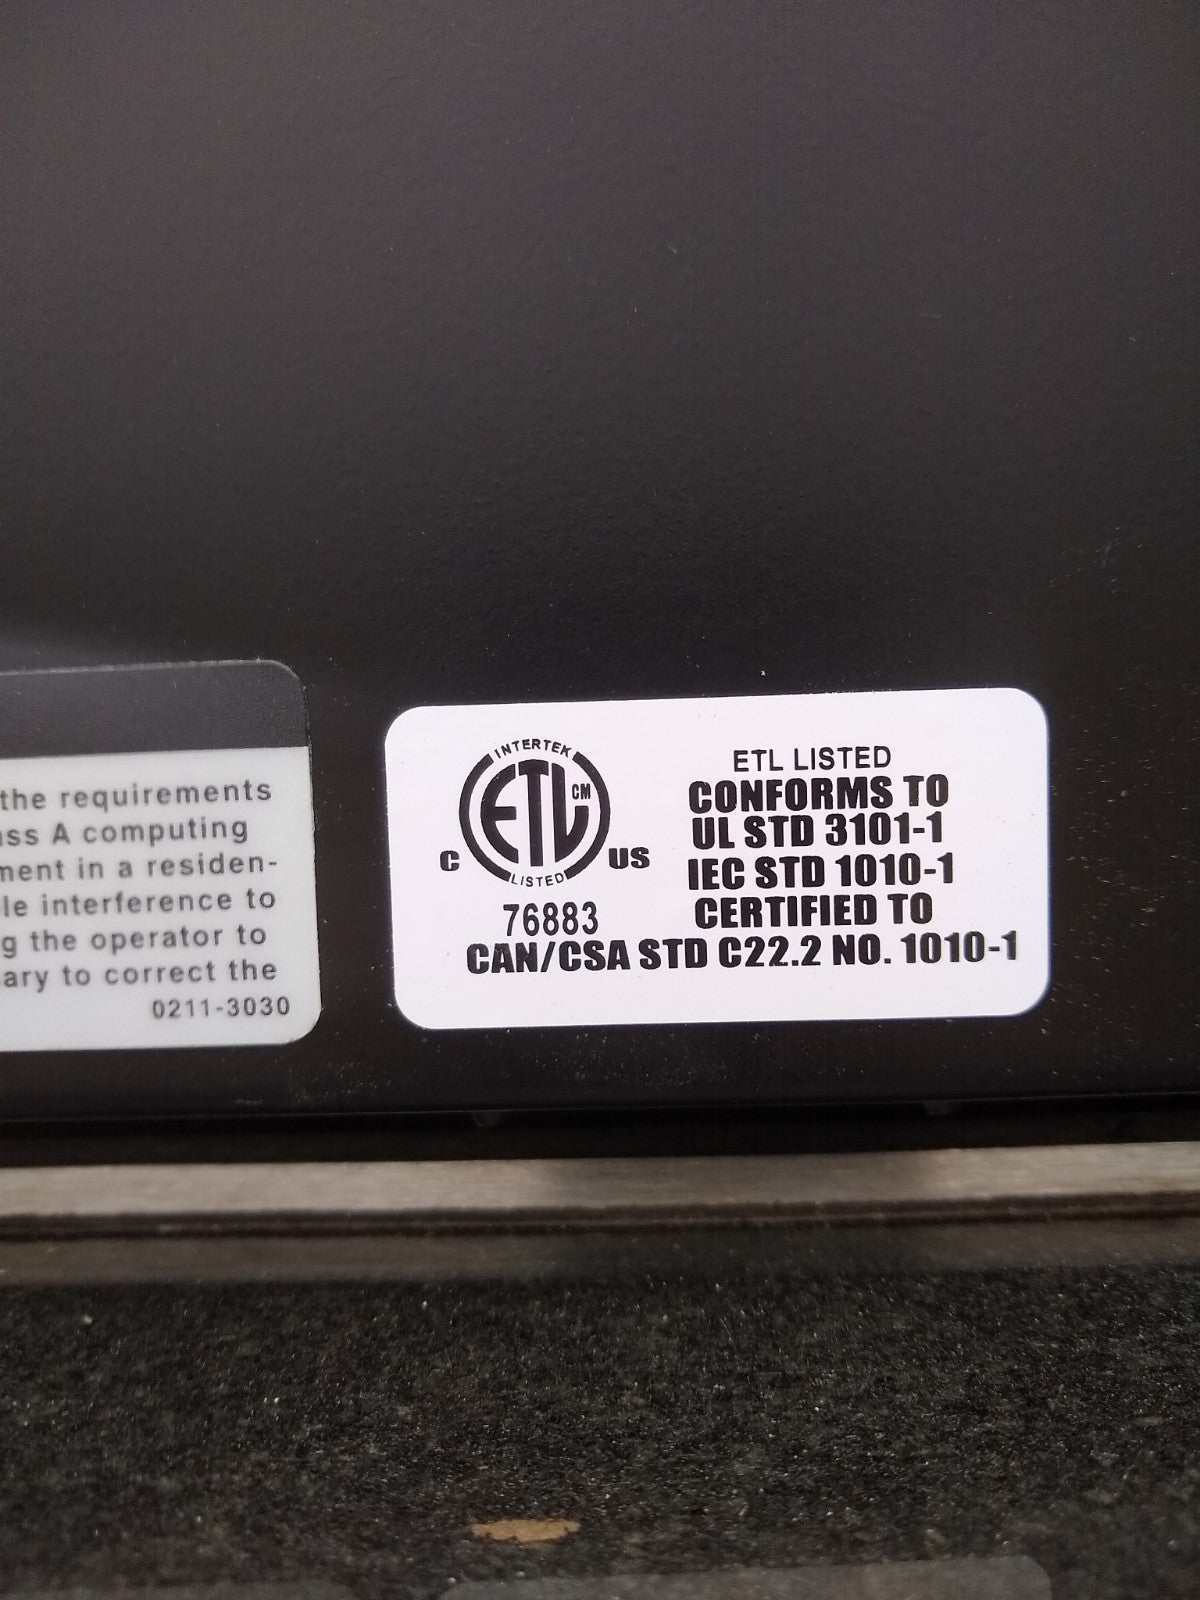 the requirements
ass A computing
ment in a residen-
le interference to
g the operator to
ary to correct the
0211-3030
INTERTEK
ETL CM
LISTED
C US
76883
ETL LISTED
CONFORMS TO
UL STD 3101-1
IEC STD 1010-1
CERTIFIED TO
CAN/CSA STD C22.2 NO. 1010-1